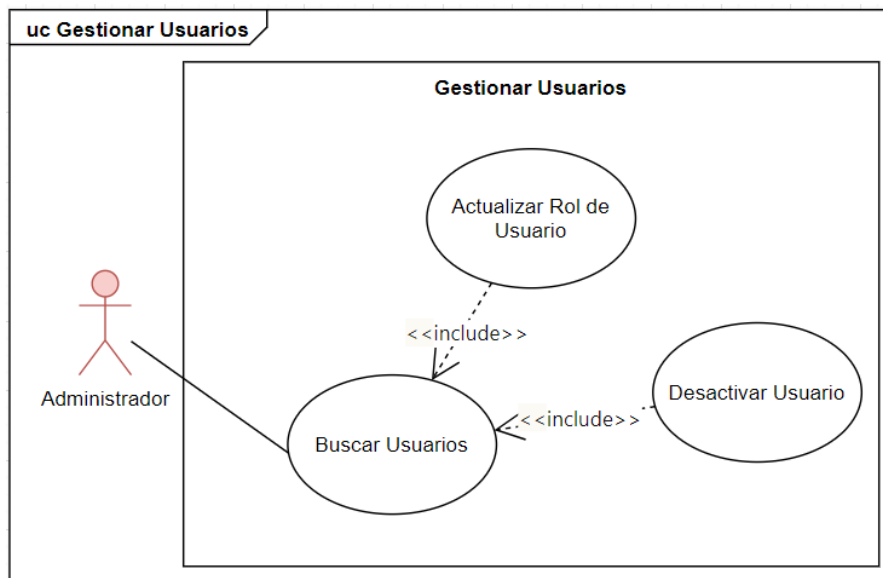 uc Gestionar Usuarios
Gestionar Usuarios
Actualizar Rol de
Usuario
<<include>>
Administrador
Desactivar Usuario
<<include>>
Buscar Usuarios